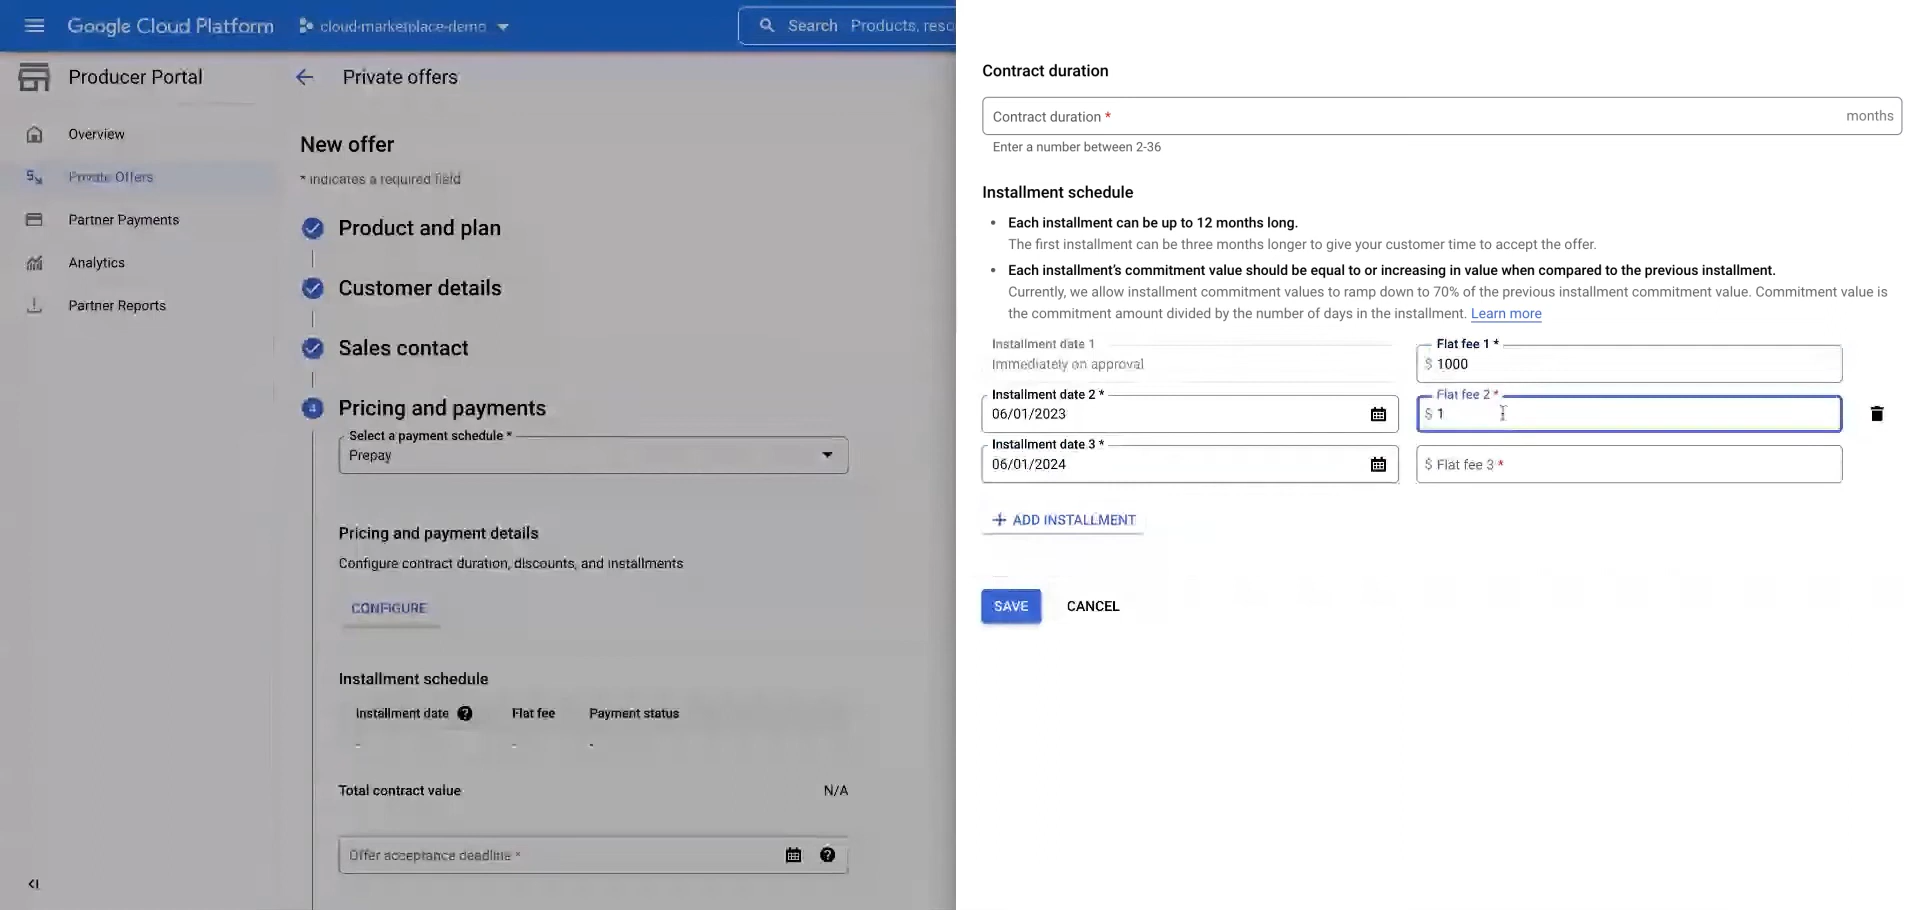 Google Cloud Platform
cloud-marketplace-demo
Search Products, reso
Producer Portal
Overview
Private Offers
Partner Payments
Analytics
Partner Reports
Private offers
New offer
* indicates a required field
Product and plan
Customer details
Sales contact
4 Pricing and payments
Select a payment schedule *
Prepay
Pricing and payment details
Configure contract duration, discounts, and installments
CONFIGURE
Installment schedule
Installment date ? Flat fee Payment status
- - -
Total contract value N/A
Offer acceptance deadline * ?
Contract duration
Contract duration * months
Enter a number between 2-36
Installment schedule
• Each installment can be up to 12 months long.
The first installment can be three months longer to give your customer time to accept the offer.
• Each installment's commitment value should be equal to or increasing in value when compared to the previous installment.
Currently, we allow installment commitment values to ramp down to 70% of the previous installment commitment value. Commitment value is
the commitment amount divided by the number of days in the installment. Learn more
Installment date 1 Flat fee 1 *
Immediately on approval $ 1000
Installment date 2 * Flat fee 2 *
06/01/2023 $ 1
Installment date 3 *
06/01/2024 $ Flat fee 3 *
+ ADD INSTALLMENT
SAVE CANCEL